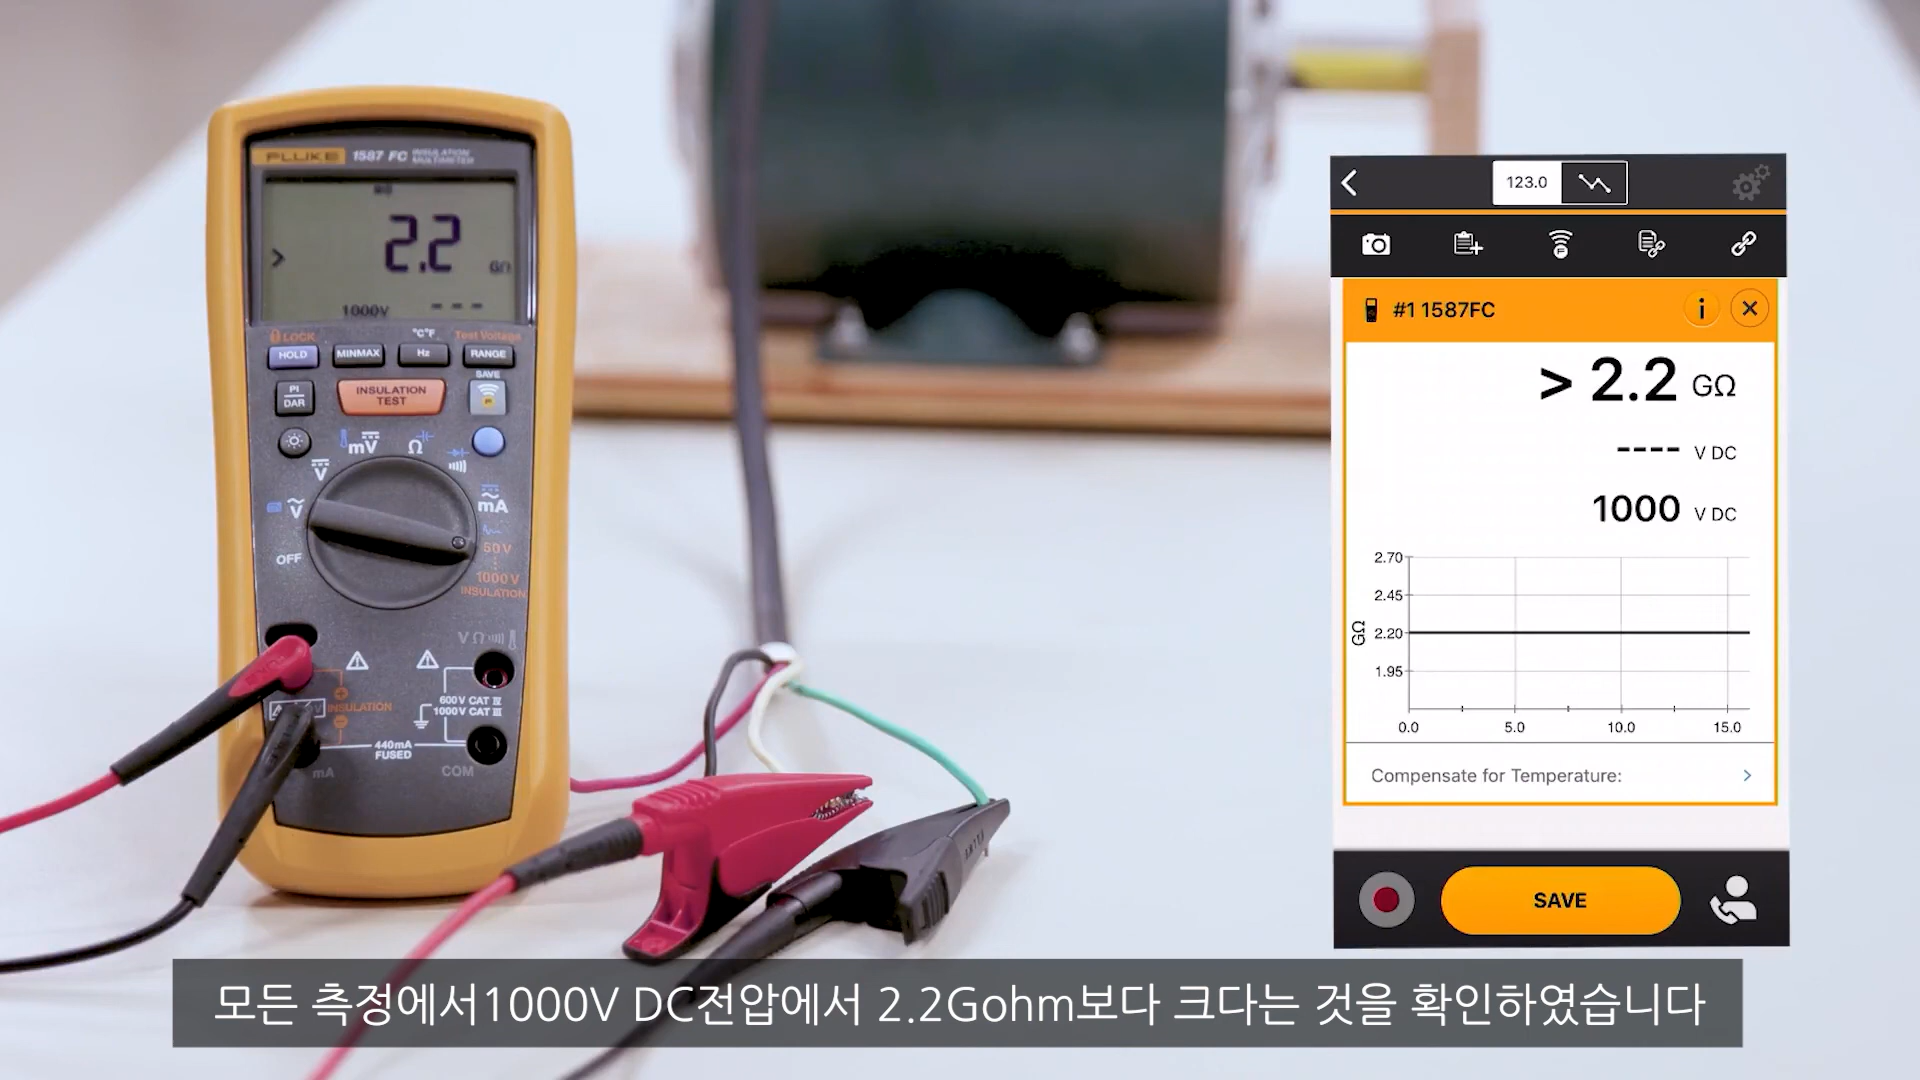 FLUKE 1587 FC INSULATION MULTIMETER
> 2.2 GΩ
1000V ---
LOCK °C°F Test Voltage
HOLD MINMAX Hz RANGE
SAVE
PI DAR INSULATION TEST
mV Ω
V
V mA
OFF 50V
1000V
INSULATION
V Ω
600V CAT IV
INSULATION 1000V CAT III
440mA
FUSED
mA COM
123.0
#1 1587FC i
> 2.2 GΩ
---- V DC
1000 V DC
2.70
2.45
GΩ 2.20
1.95
0.0 5.0 10.0 15.0
Compensate for Temperature:
SAVE
모든 측정에서1000V DC전압에서 2.2Gohm보다 크다는 것을 확인하였습니다